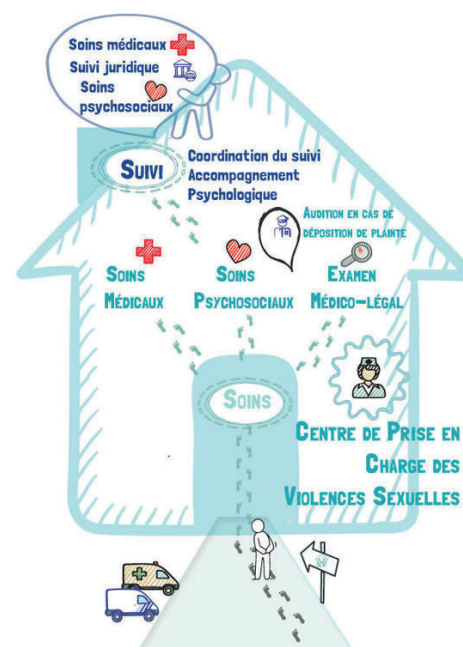 Soins médicaux
Suivi juridique
Soins
psychosociaux
Suivi
Coordination du suivi
Accompagnement
Psychologique
Audition en cas de
déposition de plainte
Soins
Médicaux
Soins
Psychosociaux
Examen
Médico-légal
Soins
Centre de Prise en
Charge des
Violences Sexuelles